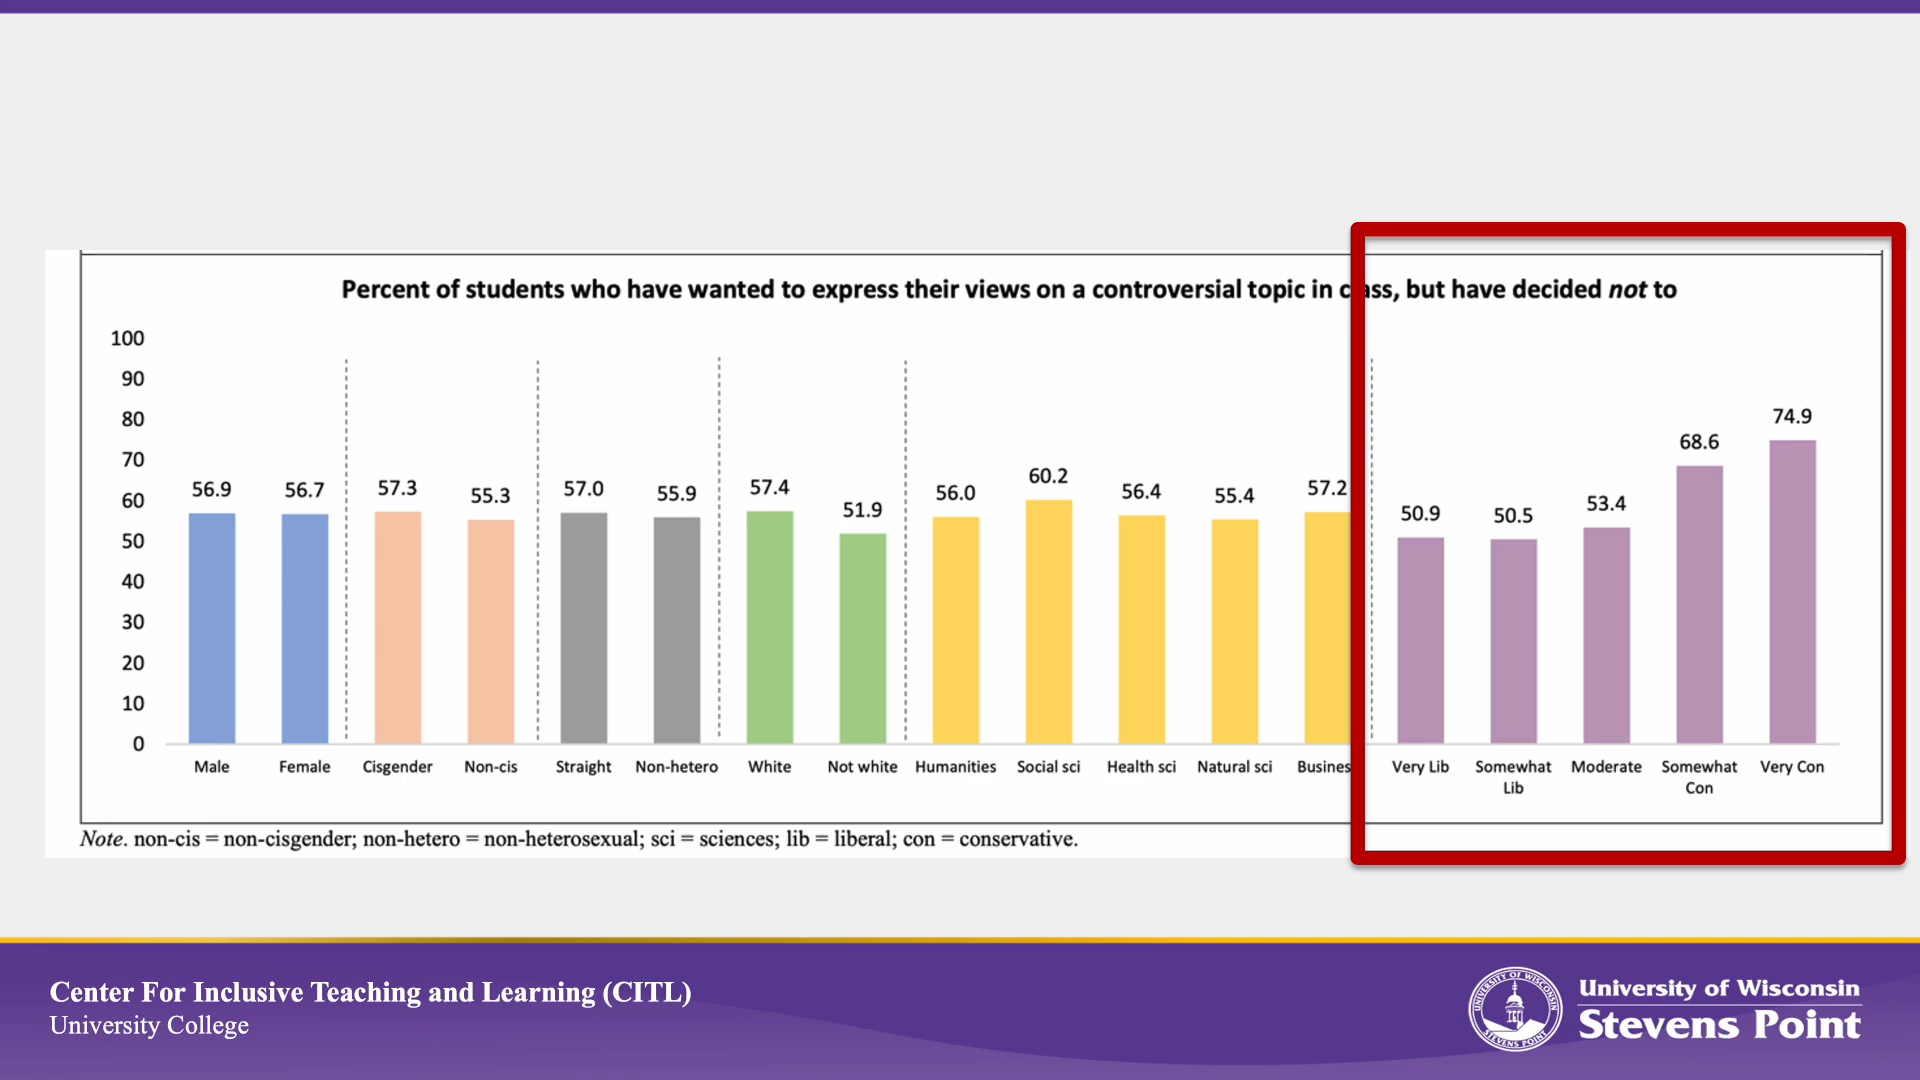 Percent of students who have wanted to express their views on a controversial topic in class, but have decided not to
100
90
80
70
60
50
40
30
20
10
0
56.9 56.7 57.3 55.3 57.0 55.9 57.4 51.9 56.0 60.2 56.4 55.4 57.2 50.9 50.5 53.4 68.6 74.9
Male Female Cisgender Non-cis Straight Non-hetero White Not white Humanities Social sci Health sci Natural sci Busines Very Lib Somewhat Moderate Somewhat Very Con
Lib Con
Note. non-cis = non-cisgender; non-hetero = non-heterosexual; sci = sciences; lib = liberal; con = conservative.
Center For Inclusive Teaching and Learning (CITL)
University College
UNIVERSITY OF WISCONSIN
STEVENS POINT
University of Wisconsin
Stevens Point